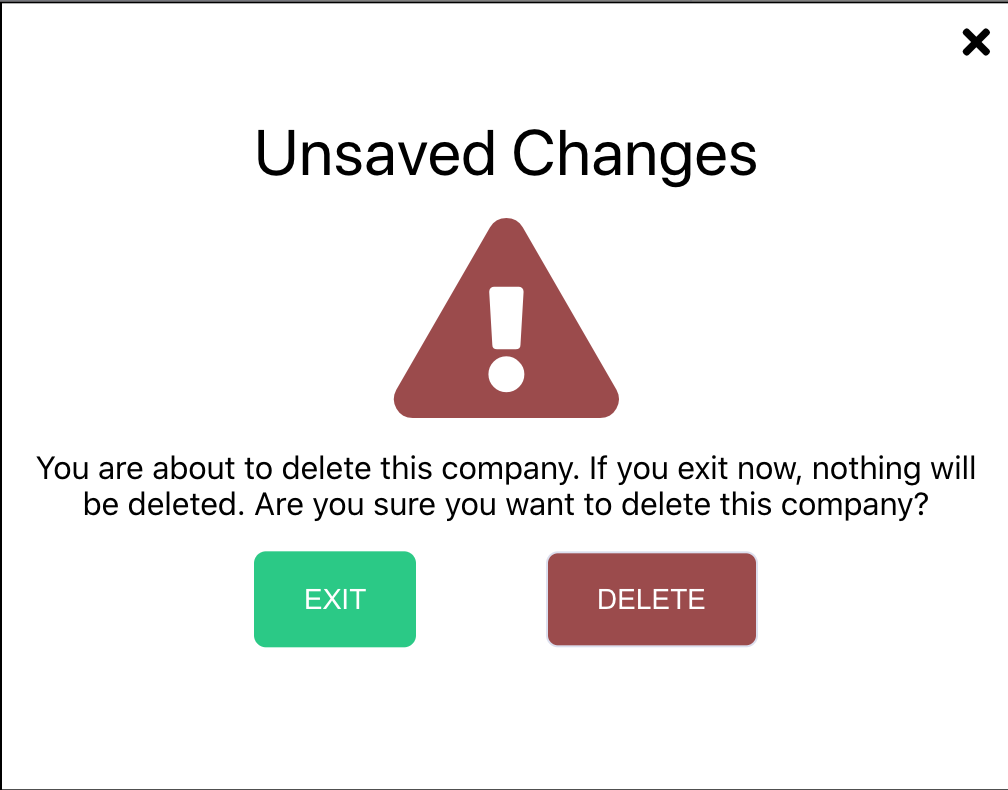 Unsaved Changes
You are about to delete this company. If you exit now, nothing will
be deleted. Are you sure you want to delete this company?
EXIT
DELETE